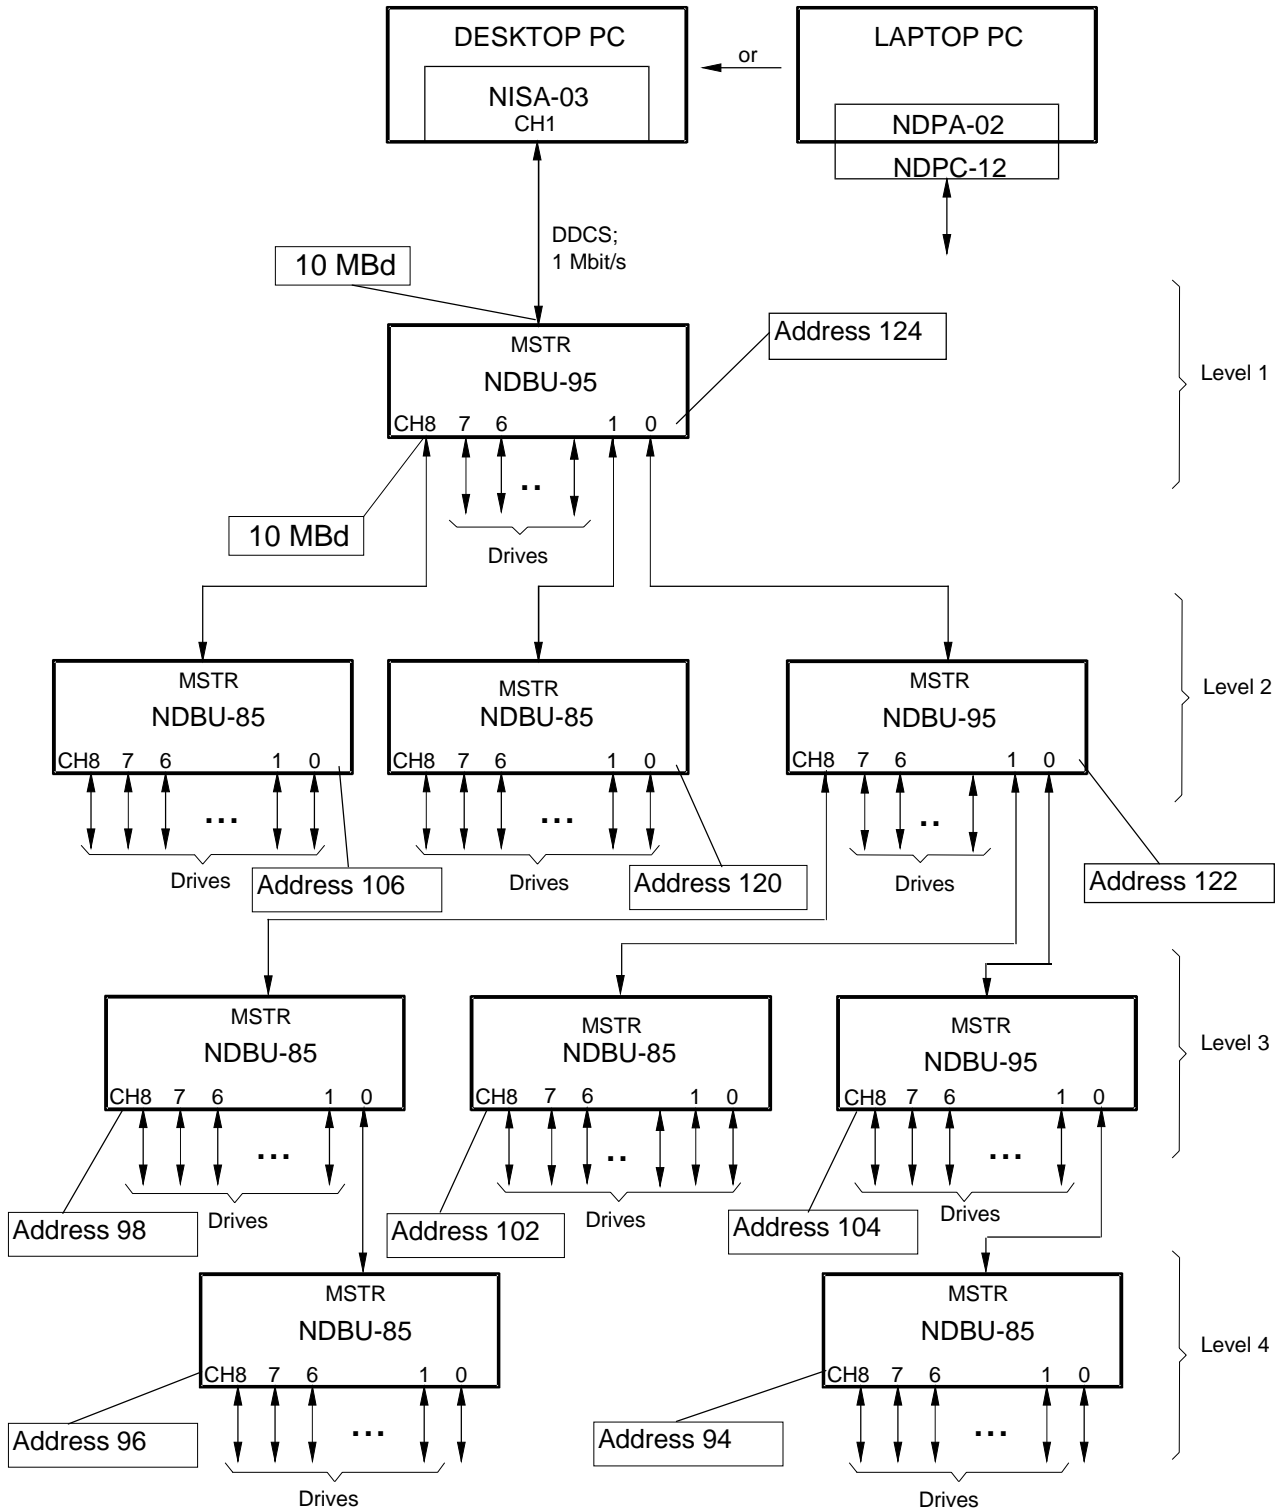 DESKTOP PC
LAPTOP PC
or
NISA-03
CH1
NDPA-02
NDPC-12
DDCS;
1 Mbit/s
10 MBd
Address 124
MSTR
NDBU-95
Level 1
CH8 7 6 1 0
..
10 MBd
Drives
MSTR
NDBU-85
CH8 7 6 1 0
...
Drives
Address 106
MSTR
NDBU-85
CH8 7 6 1 0
...
Drives
Address 120
MSTR
NDBU-95
CH8 7 6 1 0
..
Drives
Address 122
Level 2
MSTR
NDBU-85
CH8 7 6 1 0
...
Drives
Address 98
MSTR
NDBU-85
CH8 7 6 1 0
..
Drives
Address 102
MSTR
NDBU-95
CH8 7 6 1 0
...
Drives
Address 104
Level 3
MSTR
NDBU-85
CH8 7 6 1 0
...
Drives
Address 96
MSTR
NDBU-85
CH8 7 6 1 0
...
Drives
Address 94
Level 4